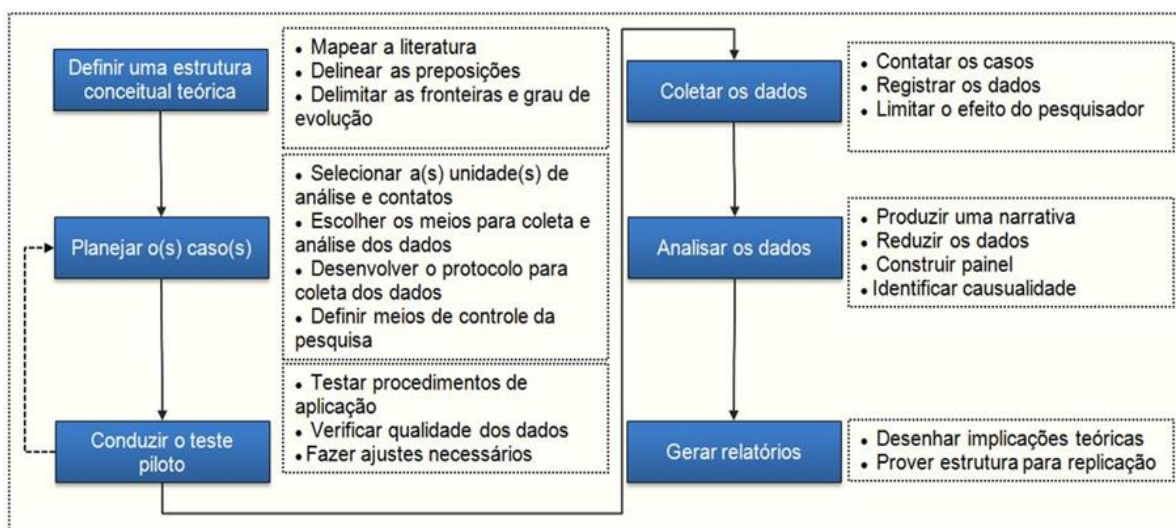 Definir uma estrutura
conceitual teórica
• Mapear a literatura
• Delinear as preposições
• Delimitar as fronteiras e grau de
evolução
Planejar o(s) caso(s)
• Selecionar a(s) unidade(s) de
análise e contatos
• Escolher os meios para coleta e
análise dos dados
• Desenvolver o protocolo para
coleta dos dados
• Definir meios de controle da
pesquisa
Conduzir o teste
piloto
• Testar procedimentos de
aplicação
• Verificar qualidade dos dados
• Fazer ajustes necessários
Coletar os dados
• Contatar os casos
• Registrar os dados
• Limitar o efeito do pesquisador
Analisar os dados
• Produzir uma narrativa
• Reduzir os dados
• Construir painel
• Identificar causualidade
Gerar relatórios
• Desenhar implicações teóricas
• Prover estrutura para replicação